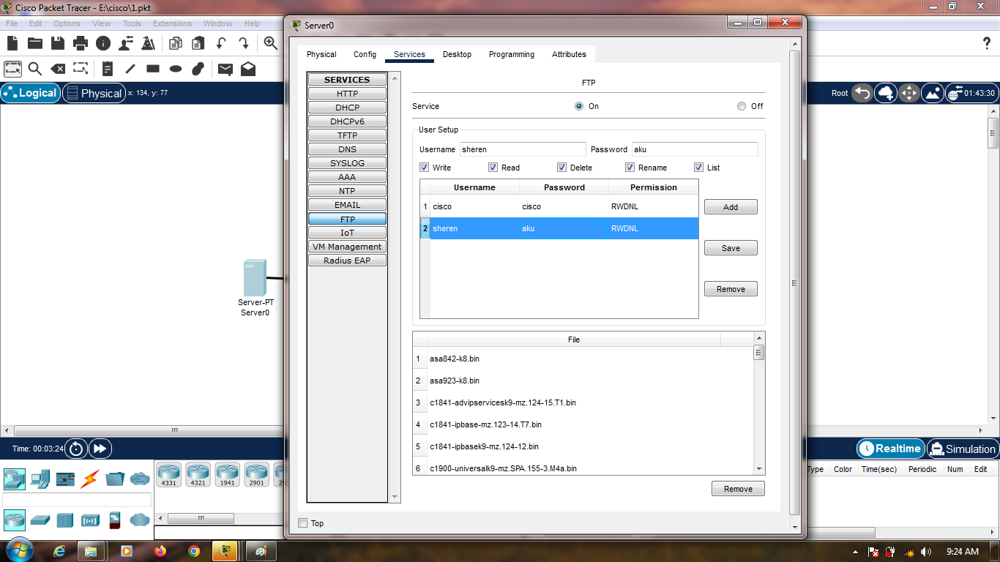 Cisco Packet Tracer - E:\cisco\1.pkt
File Edit Options View Tools Extensions Window Help
Logical Physical x: 134, y: 77
Root 01:43:30
Server-PT
Server0
Server0
Physical Config Services Desktop Programming Attributes
SERVICES
HTTP
DHCP
DHCPv6
TFTP
DNS
SYSLOG
AAA
NTP
EMAIL
FTP
IoT
VM Management
Radius EAP
FTP
Service On Off
User Setup
Username sheren Password aku
Write Read Delete Rename List
Username Password Permission
1 cisco cisco RWDNL
2 sheren aku RWDNL
Add
Save
Remove
File
1 asa842-k8.bin
2 asa923-k8.bin
3 c1841-advipservicesk9-mz.124-15.T1.bin
4 c1841-ipbase-mz.123-14.T7.bin
5 c1841-ipbasek9-mz.124-12.bin
6 c1900-universalk9-mz.SPA.155-3.M4a.bin
Remove
Top
Time: 00:03:24
Realtime Simulation
4331 4321 1941 2901
Type Color Time(sec) Periodic Num Edit
9:24 AM